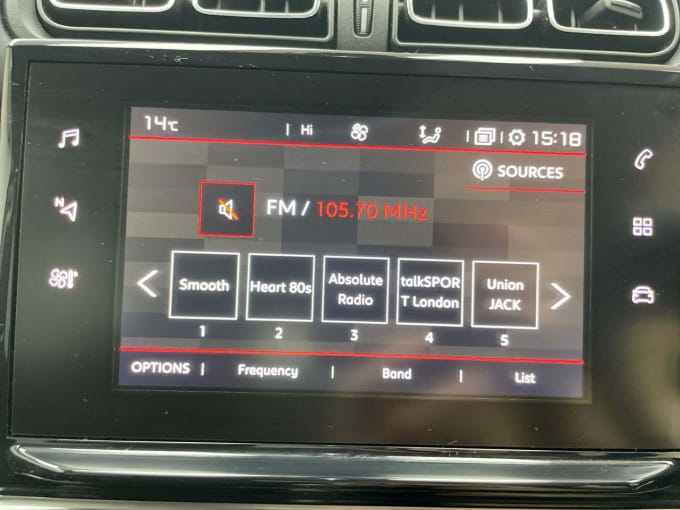 14°C | Hi 15:18
SOURCES
FM / 105.70 MHz
Smooth
Heart 80s
Absolute
Radio
talkSPOR
T London
Union
JACK
1 2 3 4 5
OPTIONS | Frequency | Band | List
N